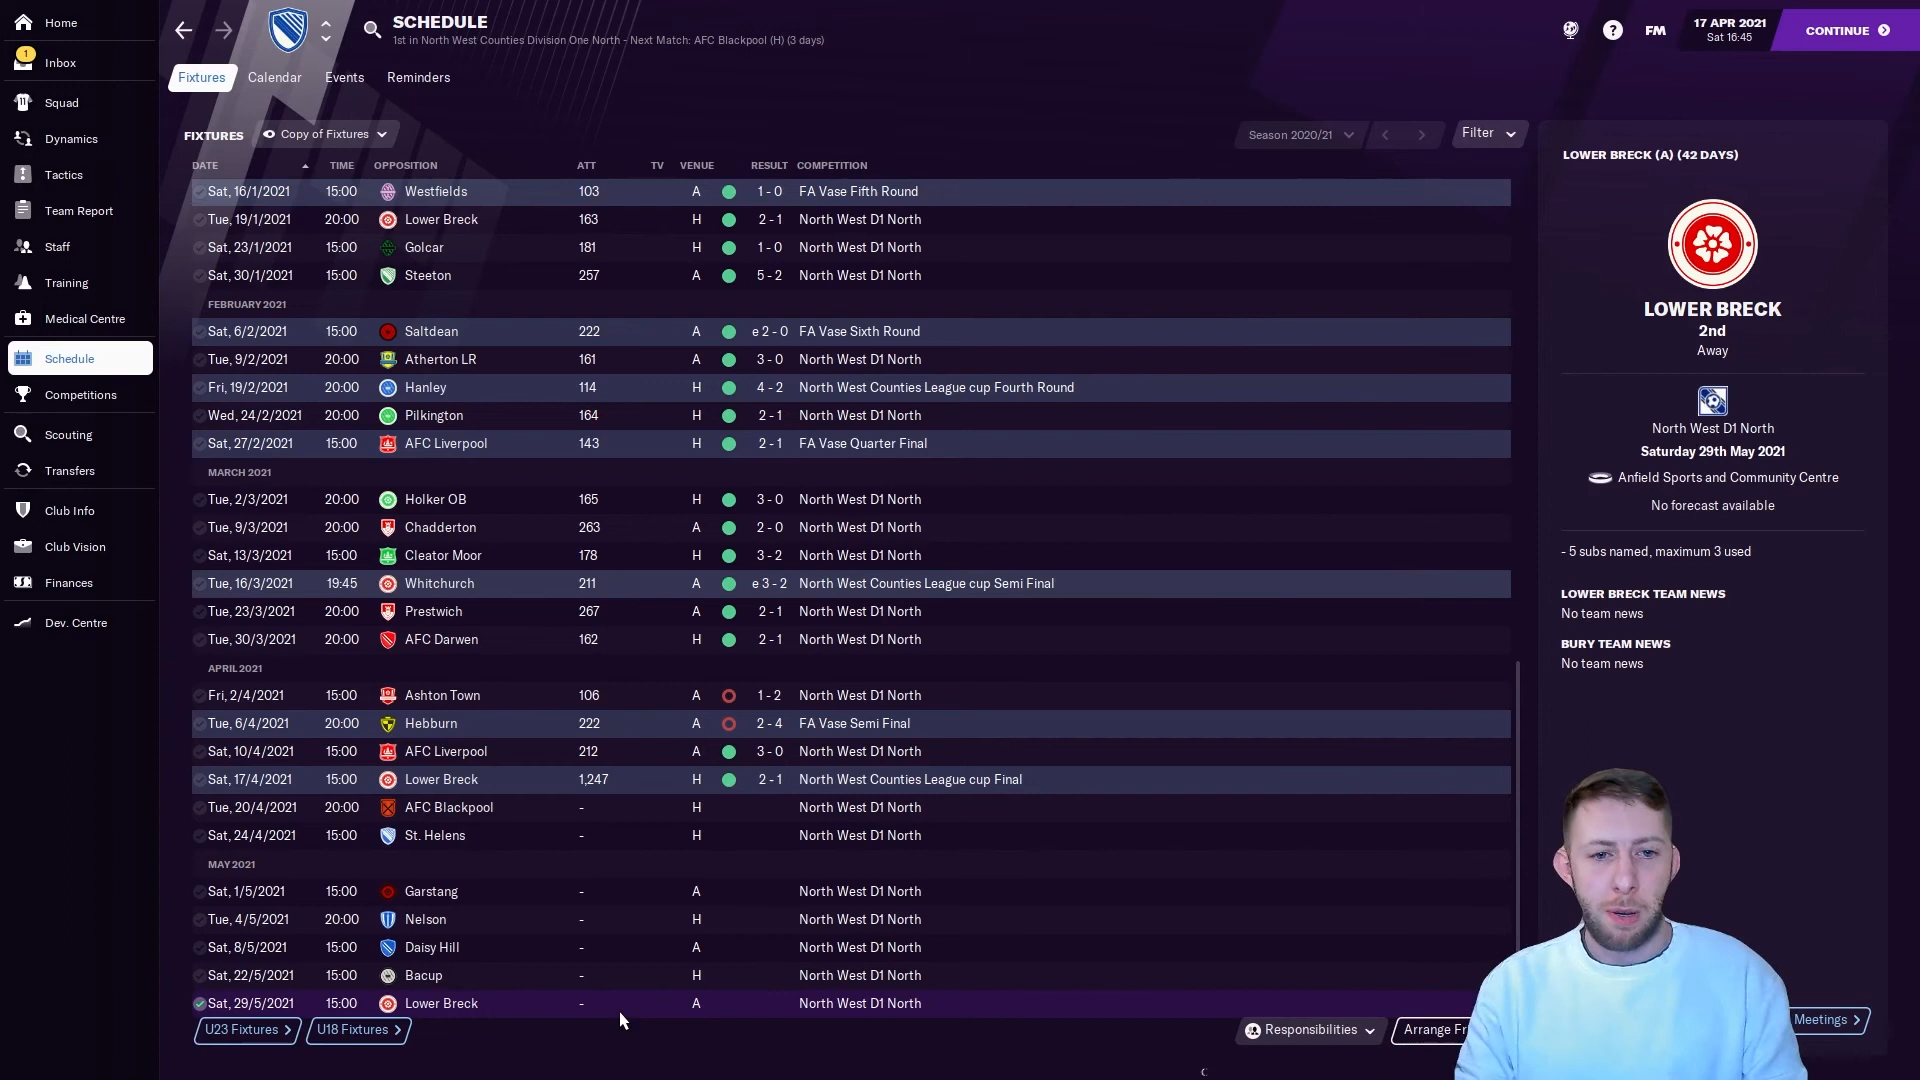 Home
SCHEDULE
1st in North West Counties Division One North - Next Match: AFC Blackpool (H) (3 days)
FM
17 APR 2021
Sat 16:45
CONTINUE
1
Inbox
Squad
Dynamics
Tactics
Team Report
Staff
Training
Medical Centre
Schedule
Competitions
Scouting
Transfers
Club Info
Club Vision
Finances
Dev. Centre
Fixtures Calendar Events Reminders
FIXTURES Copy of Fixtures Season 2020/21 Filter
DATE TIME OPPOSITION ATT TV VENUE RESULT COMPETITION
Sat, 16/1/2021 15:00 Westfields 103 A 1 - 0 FA Vase Fifth Round
Tue, 19/1/2021 20:00 Lower Breck 163 H 2 - 1 North West D1 North
Sat, 23/1/2021 15:00 Golcar 181 H 1 - 0 North West D1 North
Sat, 30/1/2021 15:00 Steeton 257 A 5 - 2 North West D1 North
FEBRUARY 2021
Sat, 6/2/2021 15:00 Saltdean 222 A e 2 - 0 FA Vase Sixth Round
Tue, 9/2/2021 20:00 Atherton LR 161 A 3 - 0 North West D1 North
Fri, 19/2/2021 20:00 Hanley 114 H 4 - 2 North West Counties League cup Fourth Round
Wed, 24/2/2021 20:00 Pilkington 164 H 2 - 1 North West D1 North
Sat, 27/2/2021 15:00 AFC Liverpool 143 H 2 - 1 FA Vase Quarter Final
MARCH 2021
Tue, 2/3/2021 20:00 Holker OB 165 H 3 - 0 North West D1 North
Tue, 9/3/2021 20:00 Chadderton 263 A 2 - 0 North West D1 North
Sat, 13/3/2021 15:00 Cleator Moor 178 H 3 - 2 North West D1 North
Tue, 16/3/2021 19:45 Whitchurch 211 A e 3 - 2 North West Counties League cup Semi Final
Tue, 23/3/2021 20:00 Prestwich 267 A 2 - 1 North West D1 North
Tue, 30/3/2021 20:00 AFC Darwen 162 H 2 - 1 North West D1 North
APRIL 2021
Fri, 2/4/2021 15:00 Ashton Town 106 A 1 - 2 North West D1 North
Tue, 6/4/2021 20:00 Hebburn 222 A 2 - 4 FA Vase Semi Final
Sat, 10/4/2021 15:00 AFC Liverpool 212 A 3 - 0 North West D1 North
Sat, 17/4/2021 15:00 Lower Breck 1,247 H 2 - 1 North West Counties League cup Final
Tue, 20/4/2021 20:00 AFC Blackpool - H North West D1 North
Sat, 24/4/2021 15:00 St. Helens - H North West D1 North
MAY 2021
Sat, 1/5/2021 15:00 Garstang - A North West D1 North
Tue, 4/5/2021 20:00 Nelson - H North West D1 North
Sat, 8/5/2021 15:00 Daisy Hill - A North West D1 North
Sat, 22/5/2021 15:00 Bacup - H North West D1 North
Sat, 29/5/2021 15:00 Lower Breck - A North West D1 North
U23 Fixtures U18 Fixtures Responsibilities Arrange Fr Meetings
LOWER BRECK (A) (42 DAYS)
LOWER BRECK
2nd
Away
North West D1 North
Saturday 29th May 2021
Anfield Sports and Community Centre
No forecast available
- 5 subs named, maximum 3 used
LOWER BRECK TEAM NEWS
No team news
BURY TEAM NEWS
No team news